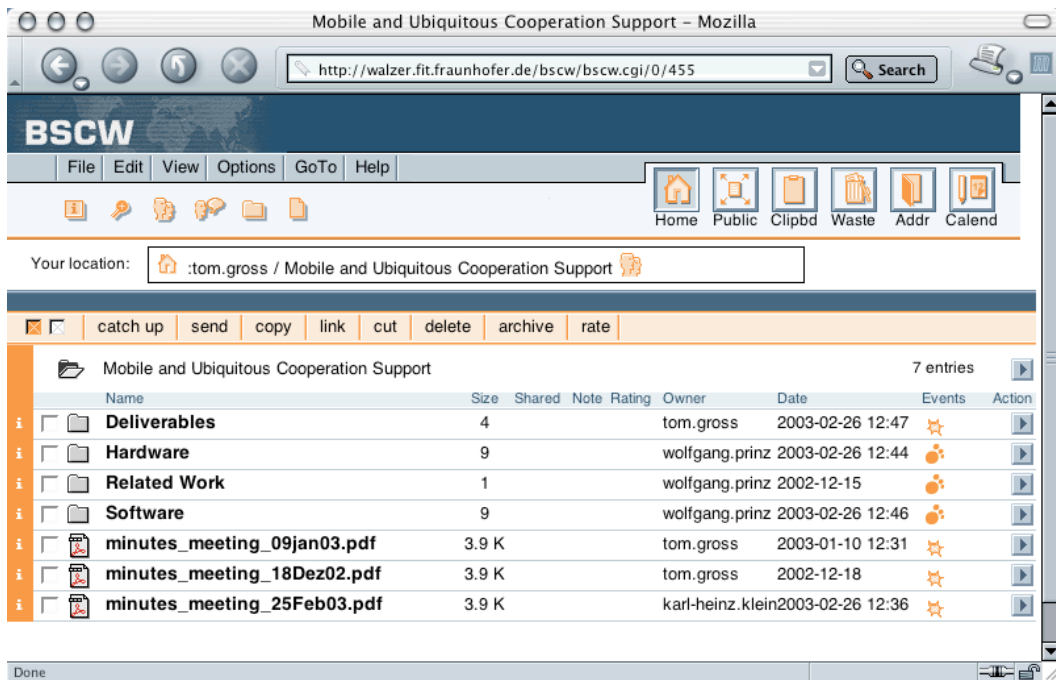 Mobile and Ubiquitous Cooperation Support – Mozilla
http://walzer.fit.fraunhofer.de/bscw/bscw.cgi/0/455 Search
BSCW
File Edit View Options GoTo Help
Home Public Clipbd Waste Addr Calend
Your location: :tom.gross / Mobile and Ubiquitous Cooperation Support
catch up send copy link cut delete archive rate
Mobile and Ubiquitous Cooperation Support 7 entries
Name Size Shared Note Rating Owner Date Events Action
Deliverables 4 tom.gross 2003-02-26 12:47
Hardware 9 wolfgang.prinz 2003-02-26 12:44
Related Work 1 wolfgang.prinz 2002-12-15
Software 9 wolfgang.prinz 2003-02-26 12:46
minutes_meeting_09jan03.pdf 3.9 K tom.gross 2003-01-10 12:31
minutes_meeting_18Dez02.pdf 3.9 K tom.gross 2002-12-18
minutes_meeting_25Feb03.pdf 3.9 K karl-heinz.klein 2003-02-26 12:36
Done